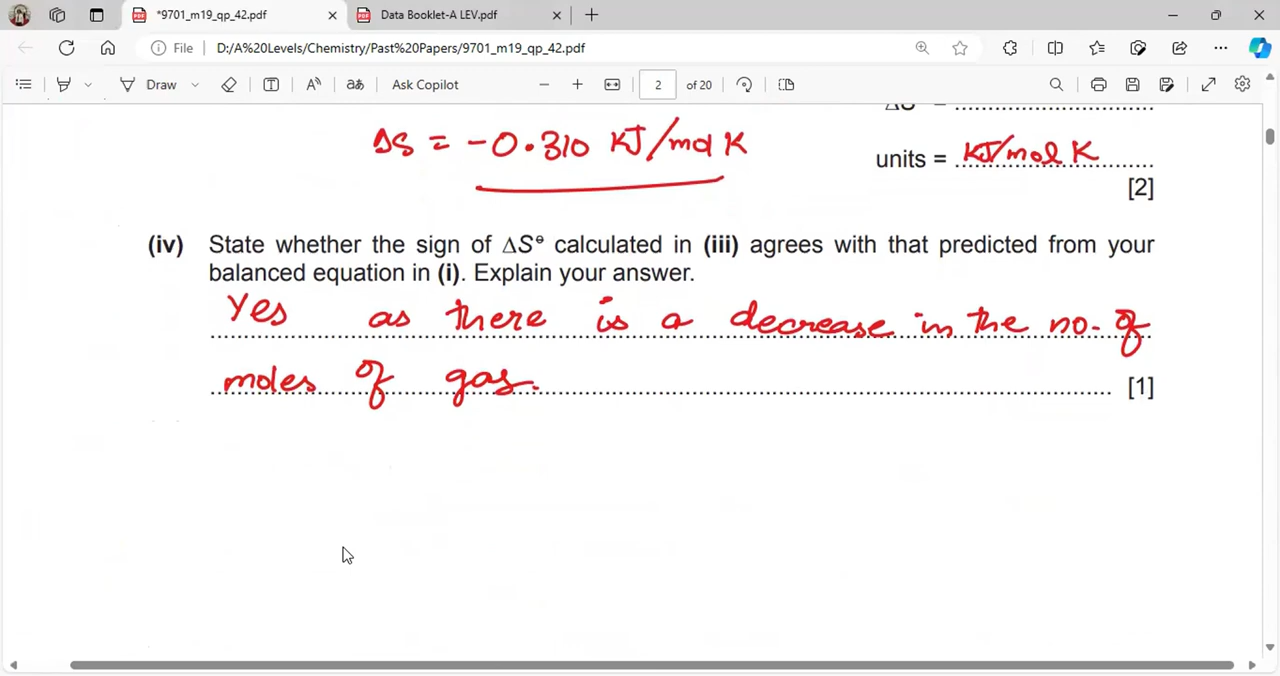 *9701_m19_qp_42.pdf
Data Booklet-A LEV.pdf
File D:/A%20Levels/Chemistry/Past%20Papers/9701_m19_qp_42.pdf
Draw
aあ
Ask Copilot
2 of 20
ΔS = -0.310 KJ/mol K
units = KJ/mol K
[2]
(iv) State whether the sign of ΔS⦵ calculated in (iii) agrees with that predicted from your
balanced equation in (i). Explain your answer.
Yes as there is a decrease in the no. of
moles of gas. [1]